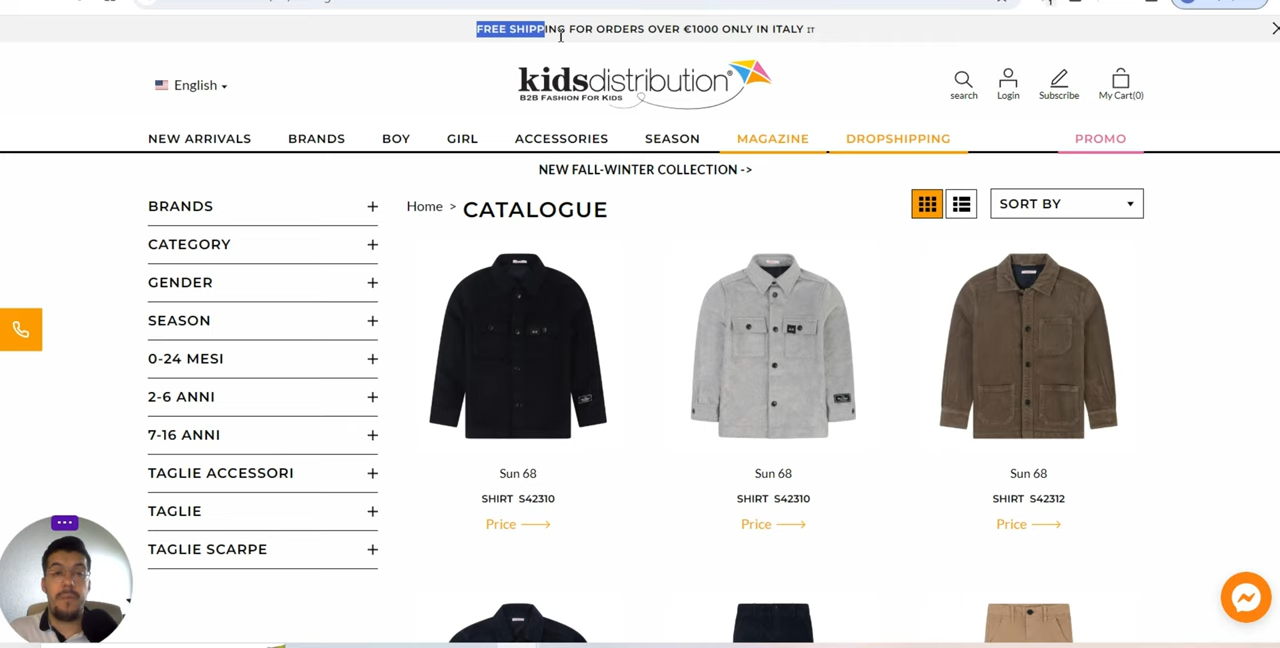 FREE SHIPPING FOR ORDERS OVER €1000 ONLY IN ITALY IT
English
kidsdistribution®
B2B FASHION FOR KIDS
search
Login
Subscribe
My Cart(0)
NEW ARRIVALS
BRANDS
BOY
GIRL
ACCESSORIES
SEASON
MAGAZINE
DROPSHIPPING
PROMO
NEW FALL-WINTER COLLECTION ->
BRANDS +
CATEGORY +
GENDER +
SEASON +
0-24 MESI +
2-6 ANNI +
7-16 ANNI +
TAGLIE ACCESSORI +
TAGLIE +
TAGLIE SCARPE +
Home > CATALOGUE
SORT BY
Sun 68
SHIRT S42310
Price
Sun 68
SHIRT S42310
Price
Sun 68
SHIRT S42312
Price